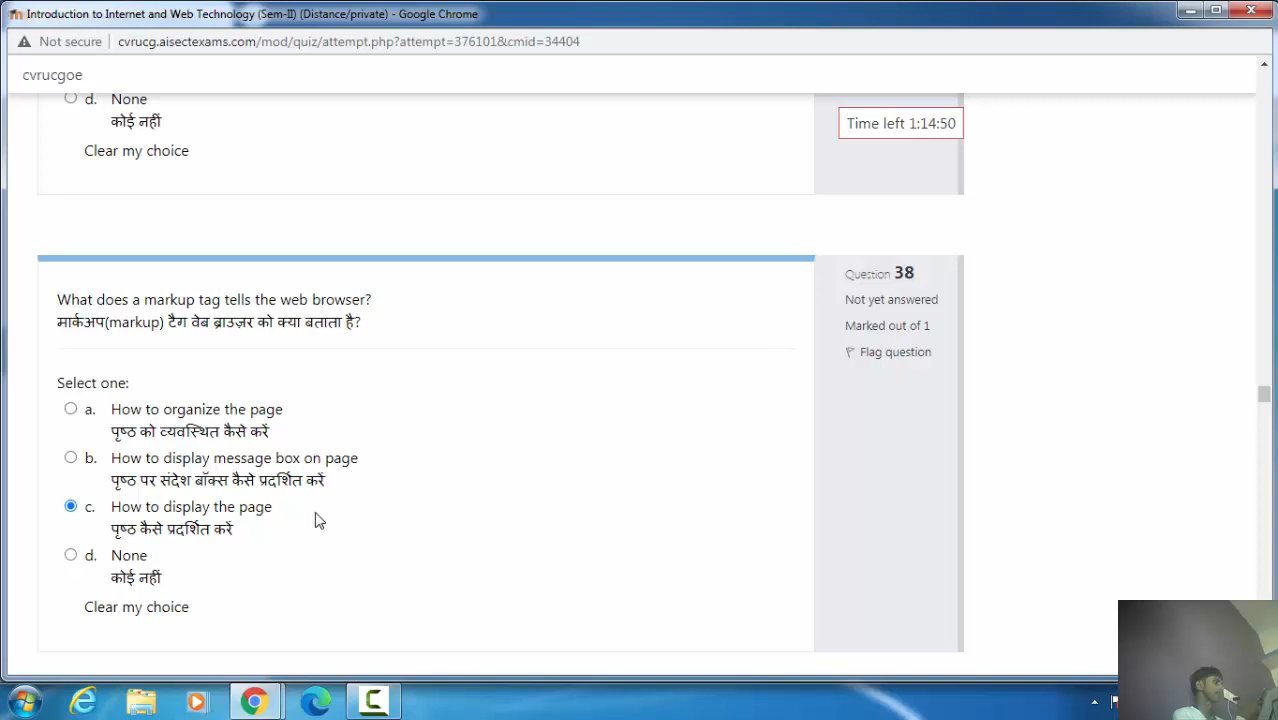 Introduction to Internet and Web Technology (Sem-II) (Distance/private) - Google Chrome
Not secure | cvrucg.aisectexams.com/mod/quiz/attempt.php?attempt=376101&cmid=34404
cvrucgoe
d. None
कोई नहीं
Clear my choice
Time left 1:14:50
What does a markup tag tells the web browser?
मार्कअप(markup) टैग वेब ब्राउज़र को क्या बताता है?
Select one:
a. How to organize the page
पृष्ठ को व्यवस्थित कैसे करें
b. How to display message box on page
पृष्ठ पर संदेश बॉक्स कैसे प्रदर्शित करें
c. How to display the page
पृष्ठ कैसे प्रदर्शित करें
d. None
कोई नहीं
Clear my choice
Question 38
Not yet answered
Marked out of 1
Flag question